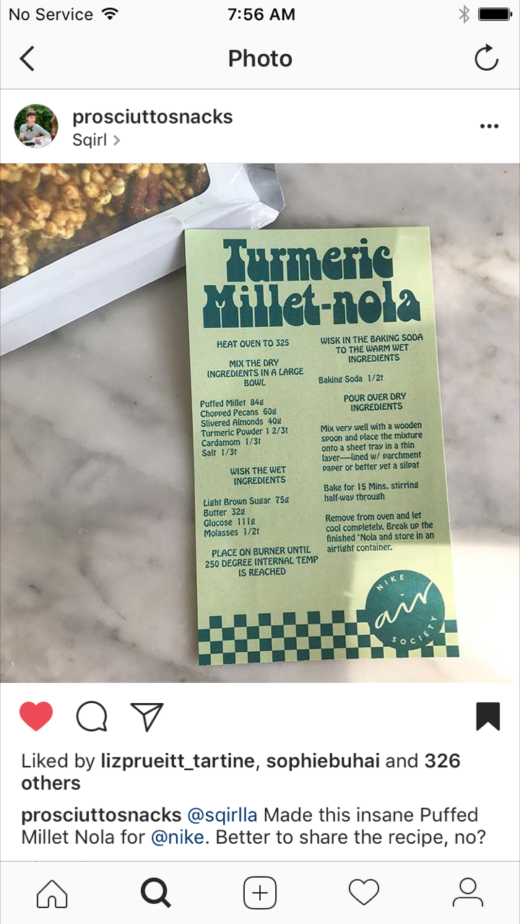 No Service 7:56 AM
Photo
prosciuttosnacks
Sqirl >
Turmeric
Millet-nola
HEAT OVEN TO 325
MIX THE DRY
INGREDIENTS IN A LARGE
BOWL
Puffed Millet 84g
Chopped Pecans 60g
Slivered Almonds 40g
Turmeric Powder 1 2/3t
Cardamom 1/3t
Salt 1/3t
WISK THE WET
INGREDIENTS
Light Brown Sugar 75g
Butter 32g
Glucose 111g
Molasses 1/2t
PLACE ON BURNER UNTIL
250 DEGREE INTERNAL TEMP
IS REACHED
WISK IN THE BAKING SODA
TO THE WARM WET
INGREDIENTS
Baking Soda 1/2t
POUR OVER DRY
INGREDIENTS
Mix very well with a wooden
spoon and place the mixture
onto a sheet tray in a thin
layer—lined w/ parchment
paper or better yet a silpat
Bake for 15 Mins. stirring
half-way through
Remove from oven and let
cool completely. Break up the
finished 'Nola and store in an
airtight container.
NIKE
air
SOCIETY
Liked by lizprueitt_tartine, sophiebuhai and 326
others
prosciuttosnacks @sqirlla Made this insane Puffed
Millet Nola for @nike. Better to share the recipe, no?